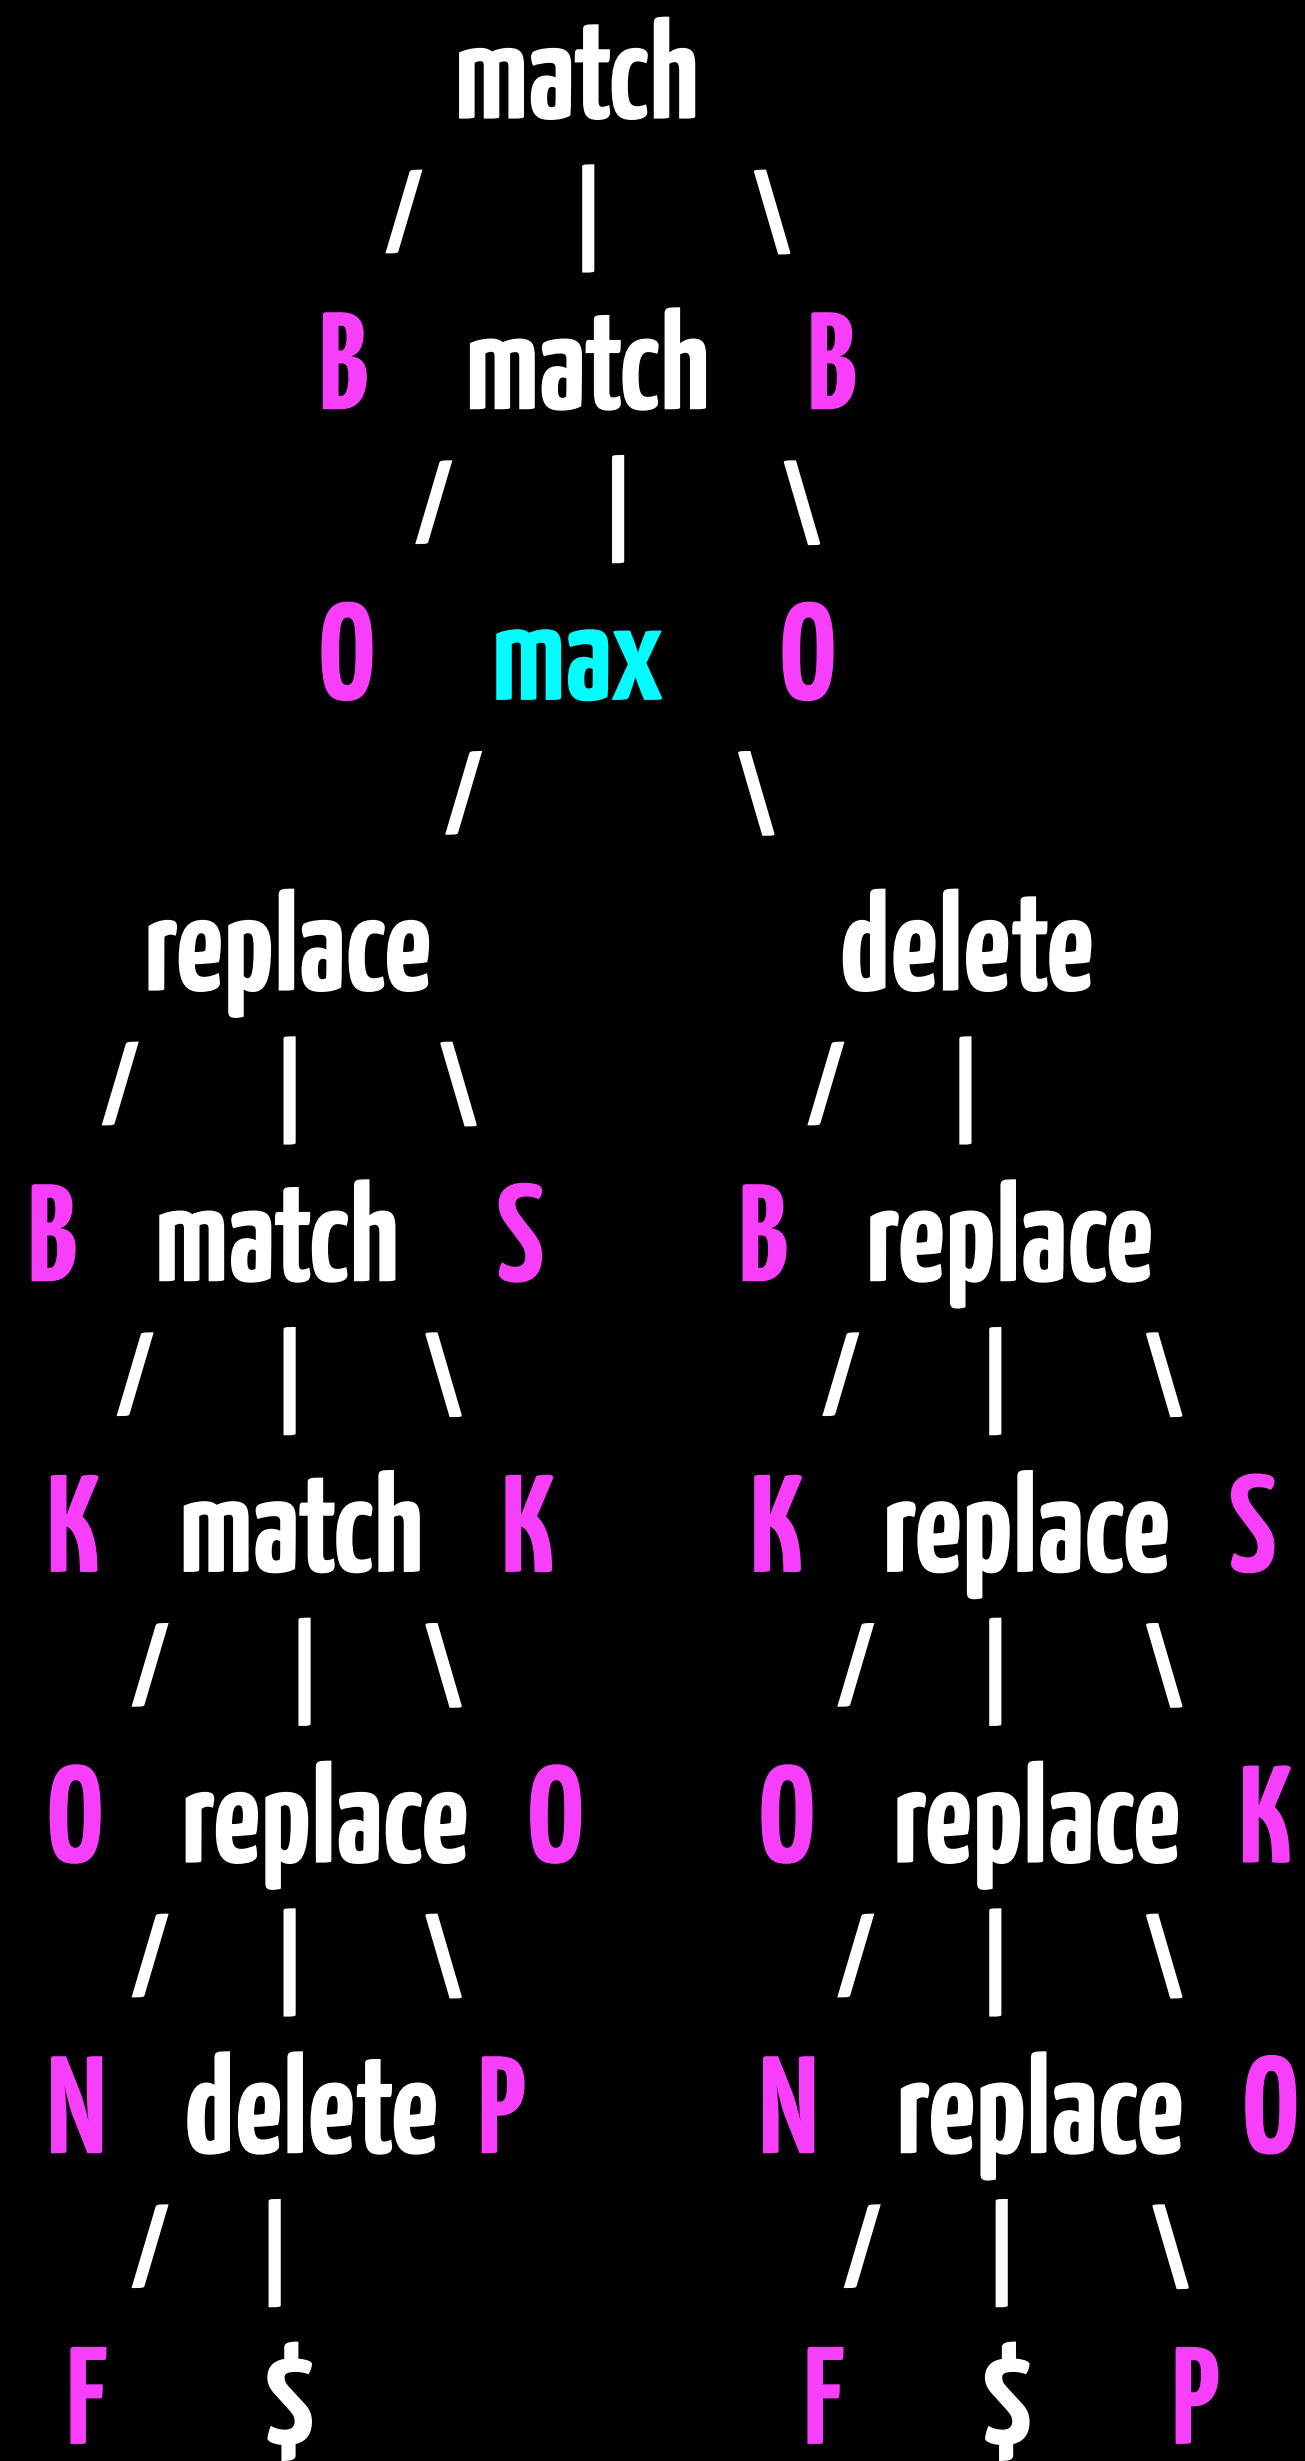 match
/ | \
B match B
/ | \
O max O
/ \
replace delete
/ | \ / |
B match S B replace
/ | \ / | \
K match K K replace S
/ | \ / | \
O replace O O replace K
/ | \ / | \
N delete P N replace O
/ | / | \
F $ F $ P